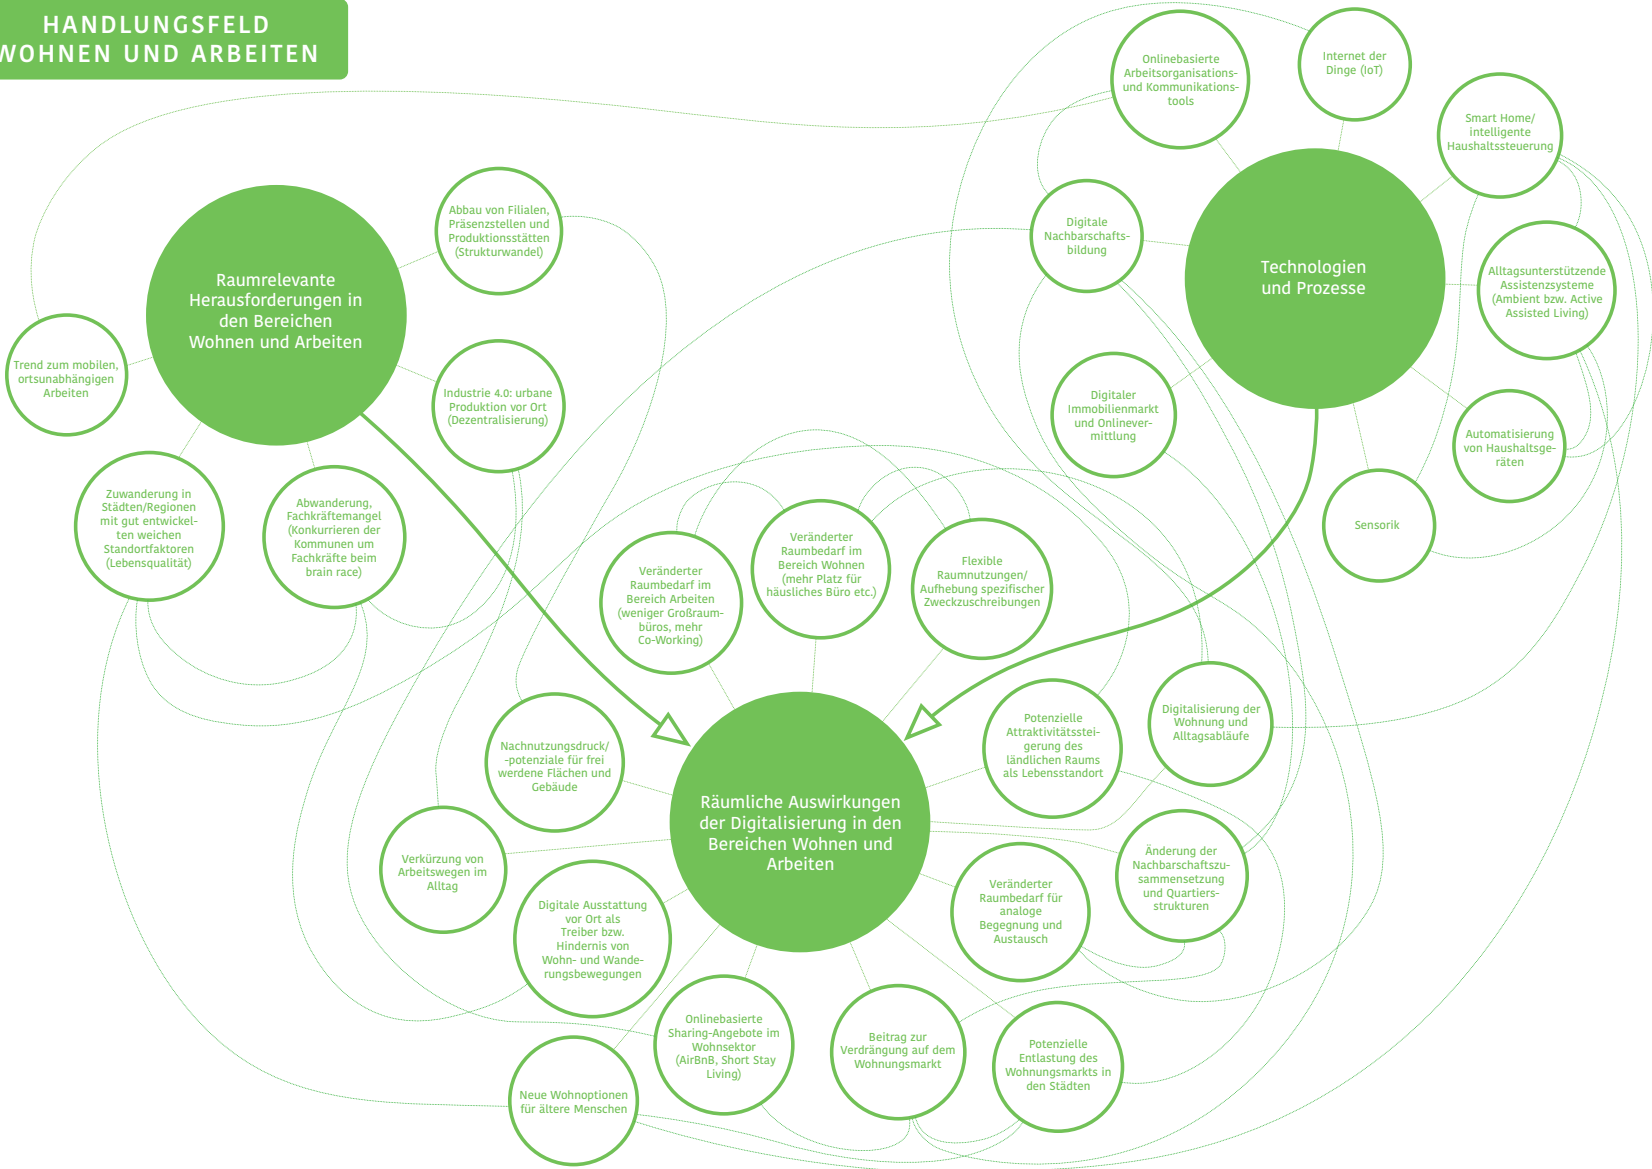 HANDLUNGSFELD
WOHNEN UND ARBEITEN
Raumrelevante
Herausforderungen in
den Bereichen
Wohnen und Arbeiten
Abbau von Filialen,
Präsenzstellen und
Produktionsstätten
(Strukturwandel)
Industrie 4.0: urbane
Produktion vor Ort
(Dezentralisierung)
Trend zum mobilen,
ortsunabhängigen
Arbeiten
Zuwanderung in
Städten/Regionen
mit gut entwickel-
ten weichen
Standortfaktoren
(Lebensqualität)
Abwanderung,
Fachkräftemangel
(Konkurrieren der
Kommunen um
Fachkräfte beim
brain race)
Technologien
und Prozesse
Onlinebasierte
Arbeitsorganisations-
und Kommunikations-
tools
Internet der
Dinge (IoT)
Smart Home/
intelligente
Haushaltssteuerung
Digitale
Nachbarschafts-
bildung
Alltagsunterstützende
Assistenzsysteme
(Ambient bzw. Active
Assisted Living)
Digitaler
Immobilienmarkt
und Onlinever-
mittlung
Automatisierung
von Haushaltsge-
räten
Sensorik
Räumliche Auswirkungen
der Digitalisierung in den
Bereichen Wohnen und
Arbeiten
Veränderter
Raumbedarf im
Bereich Arbeiten
(weniger Großraum-
büros, mehr
Co-Working)
Veränderter
Raumbedarf im
Bereich Wohnen
(mehr Platz für
häusliches Büro etc.)
Flexible
Raumnutzungen/
Aufhebung spezifischer
Zweckzuschreibungen
Nachnutzungsdruck/
-potenziale für frei
werdene Flächen und
Gebäude
Potenzielle
Attraktivitätsstei-
gerung des
ländlichen Raums
als Lebensstandort
Digitalisierung der
Wohnung und
Alltagsabläufe
Verkürzung von
Arbeitswegen im
Alltag
Digitale Ausstattung
vor Ort als
Treiber bzw.
Hindernis von
Wohn- und Wande-
rungsbewegungen
Veränderter
Raumbedarf für
analoge
Begegnung und
Austausch
Änderung der
Nachbarschaftszu-
sammensetzung
und Quartiers-
strukturen
Onlinebasierte
Sharing-Angebote im
Wohnsektor
(AirBnB, Short Stay
Living)
Beitrag zur
Verdrängung auf dem
Wohnungsmarkt
Potenzielle
Entlastung des
Wohnungsmarkts in
den Städten
Neue Wohnoptionen
für ältere Menschen